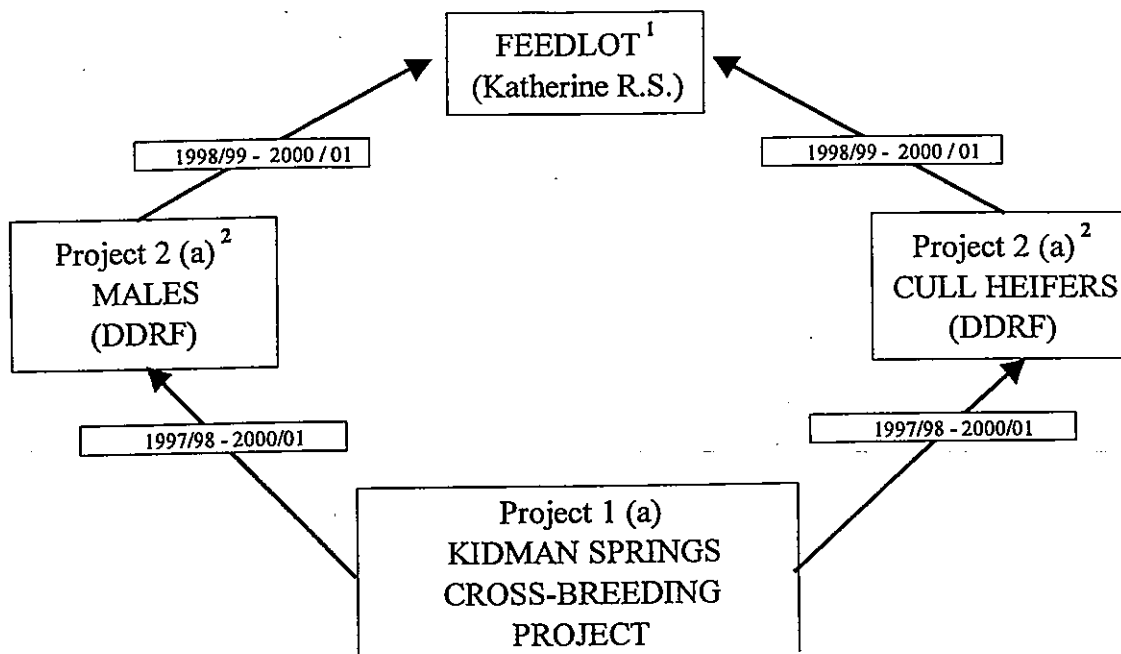 FEEDLOT 1
(Katherine R.S.)
1998/99 - 2000 / 01
1998/99 - 2000 / 01
Project 2 (a) 2
MALES
(DDRF)
Project 2 (a) 2
CULL HEIFERS
(DDRF)
1997/98 - 2000/01
1997/98 - 2000/01
Project 1 (a)
KIDMAN SPRINGS
CROSS-BREEDING
PROJECT